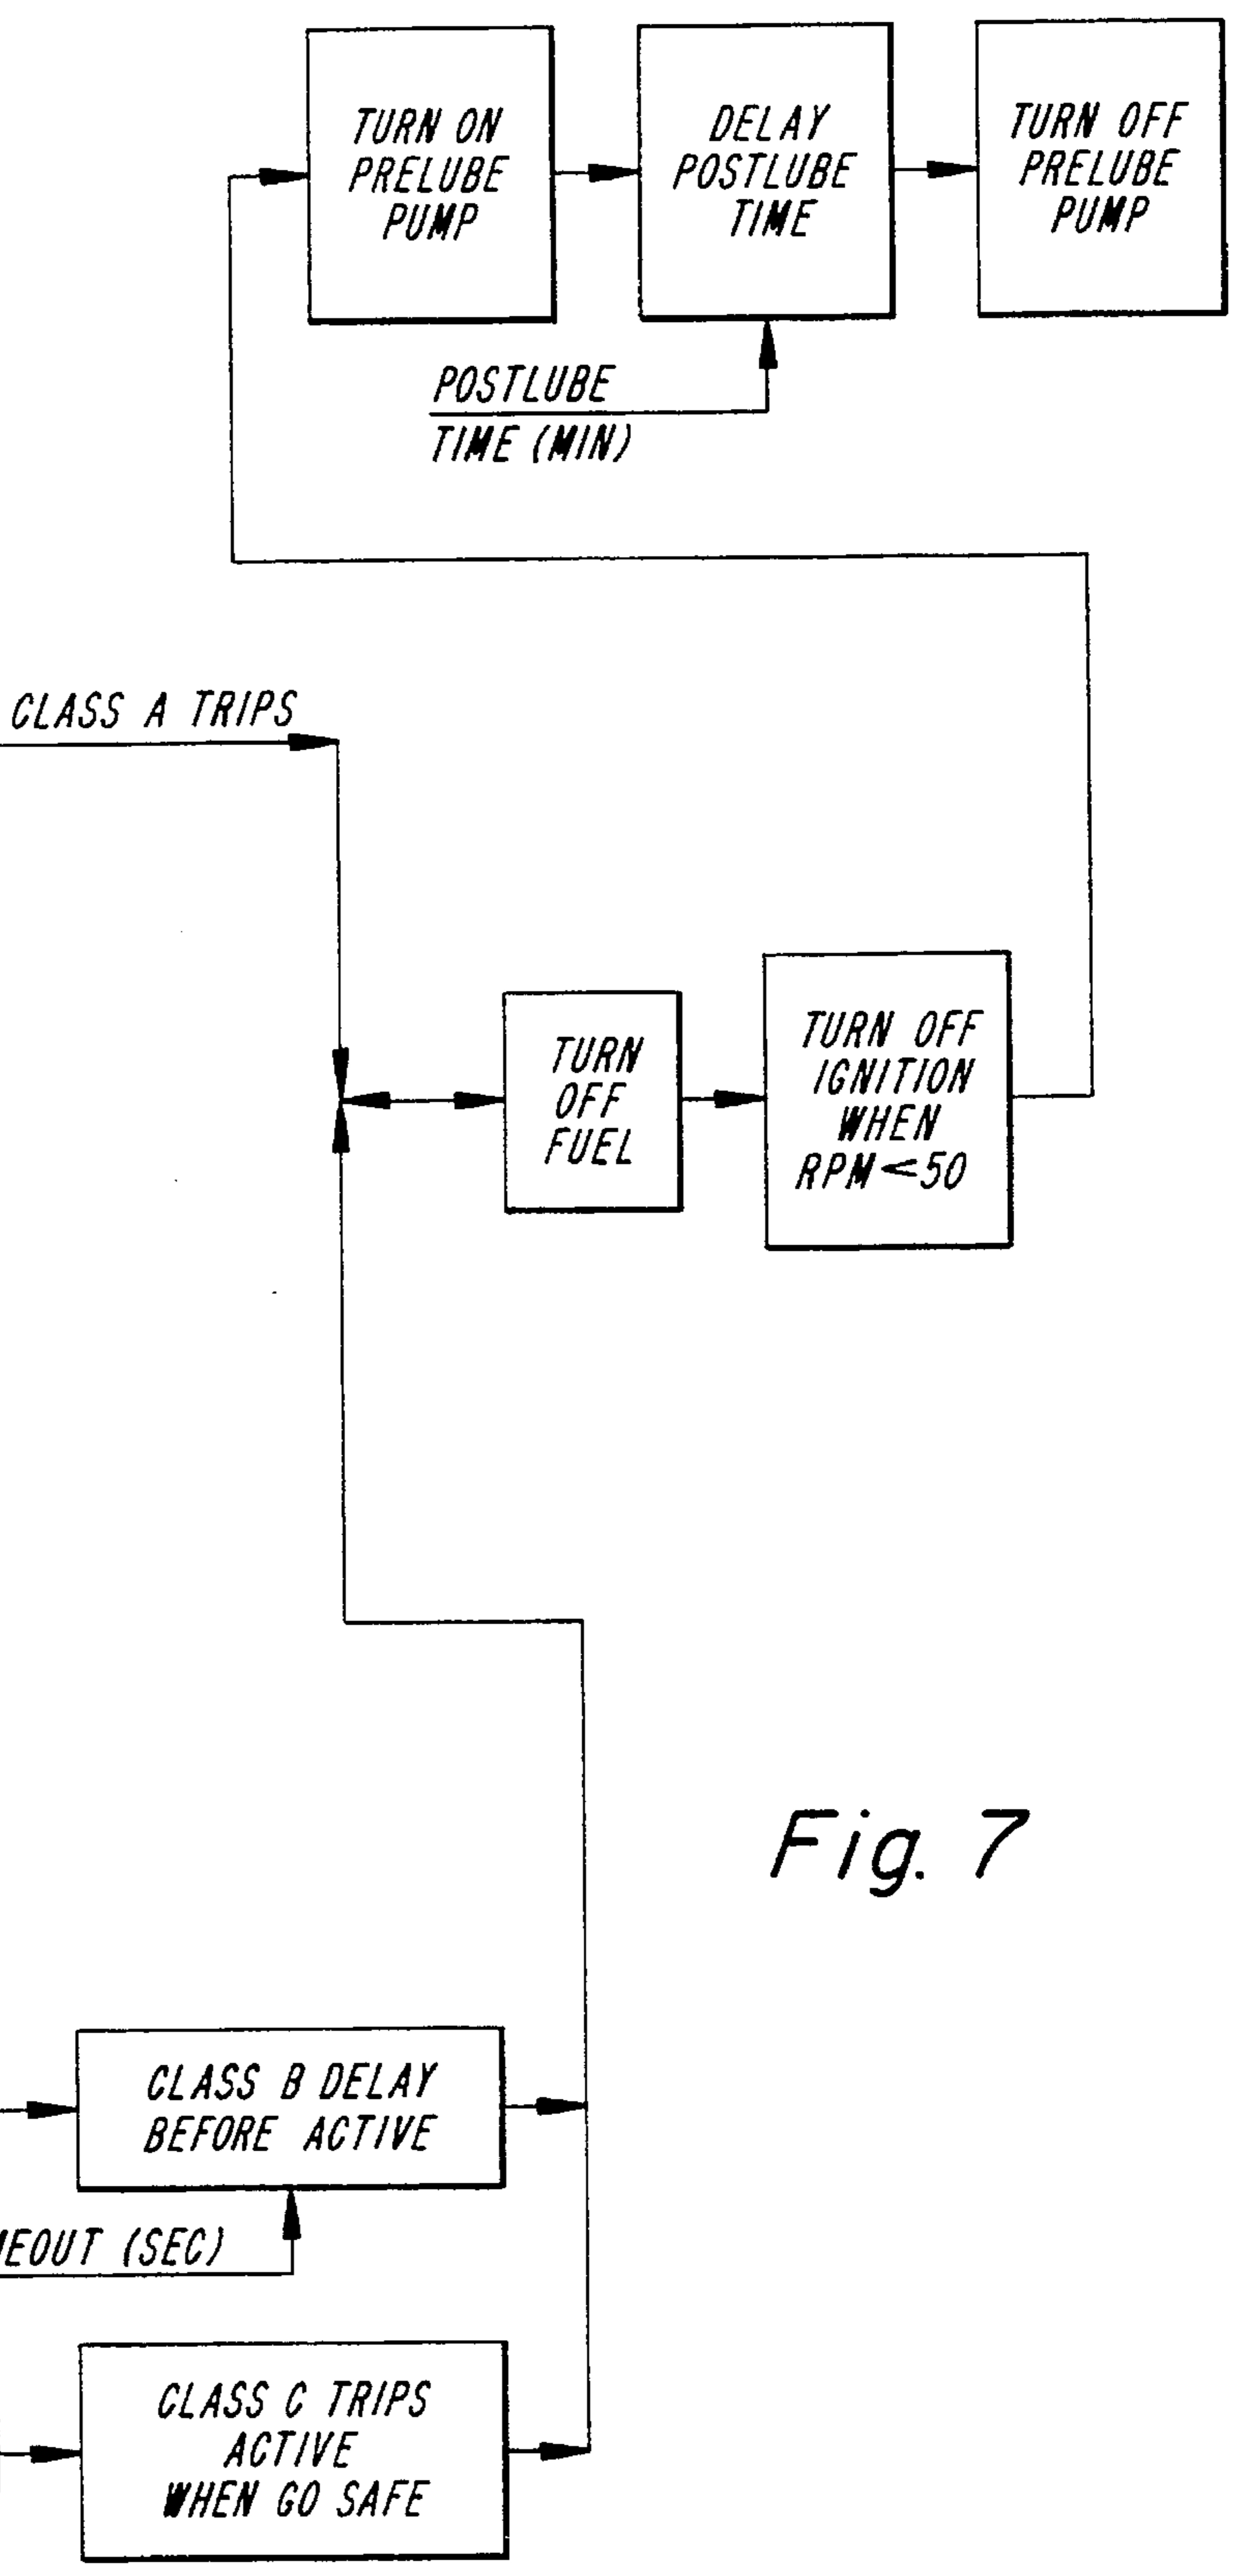 TURN ON
PRELUBE
PUMP
DELAY
POSTLUBE
TIME
TURN OFF
PRELUBE
PUMP
POSTLUBE
TIME (MIN)
CLASS A TRIPS
TURN
OFF
FUEL
TURN OFF
IGNITION
WHEN
RPM<50
Fig. 7
CLASS B DELAY
BEFORE ACTIVE
(SEC)
CLASS C TRIPS
ACTIVE
WHEN GO SAFE